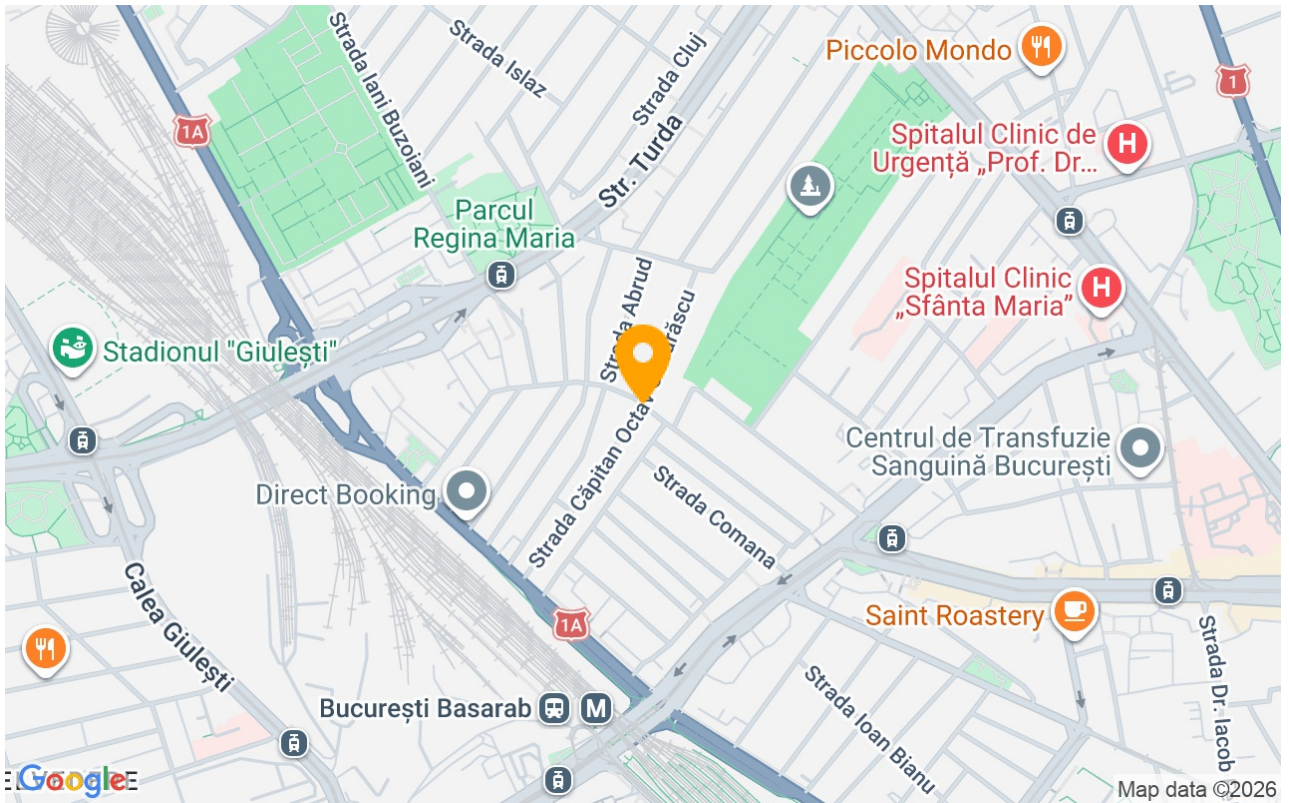 Strada Iani Buzoiani
Strada Islaz
Strada Cluj
Piccolo Mondo
1
1A
Str. Turda
Spitalul Clinic de
Urgență „Prof. Dr...
H
Parcul
Regina Maria
Strada Abrud
Spitalul Clinic
„Sfânta Maria”
H
Stadionul "Giulești"
Strada Căpitan Octav
Centrul de Transfuzie
Sanguină București
Direct Booking
Strada Comana
Calea Giulești
1A
Saint Roastery
Strada Dr. Iacob
Strada Ioan Bianu
București Basarab
M
Google
Map data ©2026